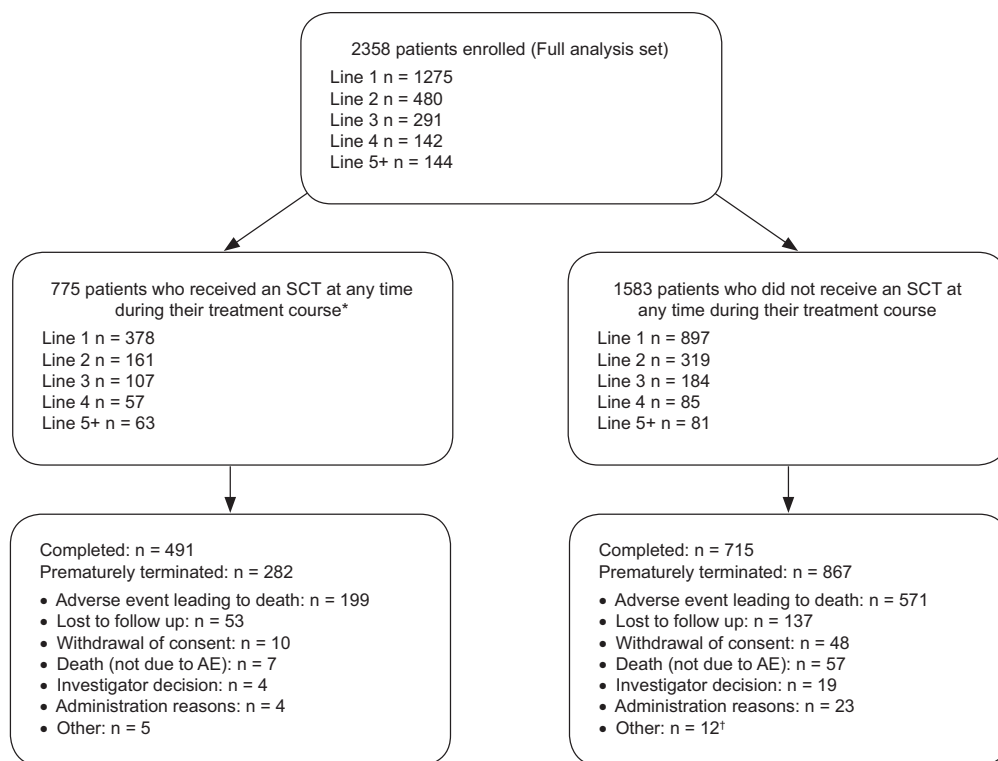 2358 patients enrolled (Full analysis set)
Line 1 n = 1275
Line 2 n = 480
Line 3 n = 291
Line 4 n = 142
Line 5+ n = 144
775 patients who received an SCT at any time
during their treatment course*
Line 1 n = 378
Line 2 n = 161
Line 3 n = 107
Line 4 n = 57
Line 5+ n = 63
1583 patients who did not receive an SCT at
any time during their treatment course
Line 1 n = 897
Line 2 n = 319
Line 3 n = 184
Line 4 n = 85
Line 5+ n = 81
Completed: n = 491
Prematurely terminated: n = 282
• Adverse event leading to death: n = 199
• Lost to follow up: n = 53
• Withdrawal of consent: n = 10
• Death (not due to AE): n = 7
• Investigator decision: n = 4
• Administration reasons: n = 4
• Other: n = 5
Completed: n = 715
Prematurely terminated: n = 867
• Adverse event leading to death: n = 571
• Lost to follow up: n = 137
• Withdrawal of consent: n = 48
• Death (not due to AE): n = 57
• Investigator decision: n = 19
• Administration reasons: n = 23
• Other: n = 12†